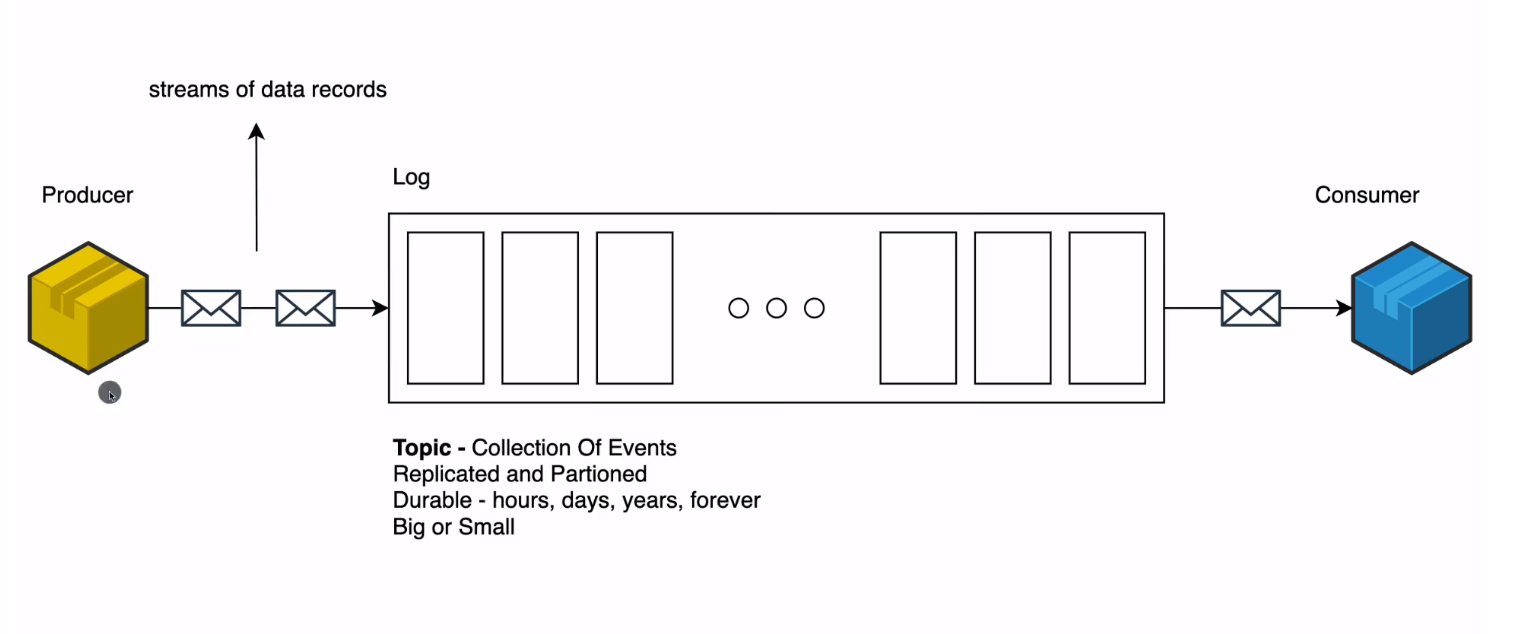 streams of data records
Log
Producer
Consumer
Topic - Collection Of Events
Replicated and Partioned
Durable - hours, days, years, forever
Big or Small